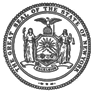 THE GREAT SEAL OF THE STATE OF NEW YORK